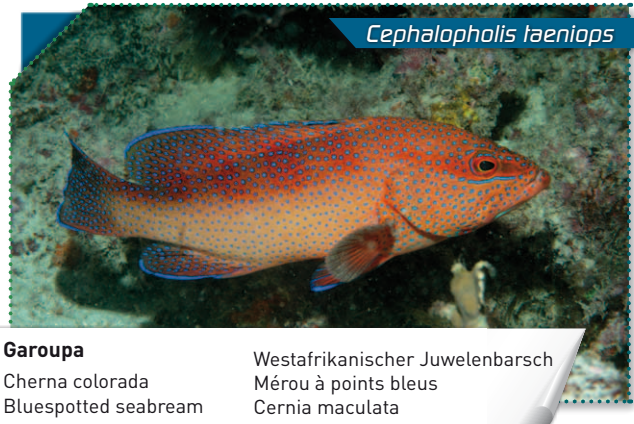 Cephalopholis taeniops
Garoupa
Cherna colorada
Bluespotted seabream
Westafrikanischer Juwelenbarsch
Mérou à points bleus
Cernia maculata